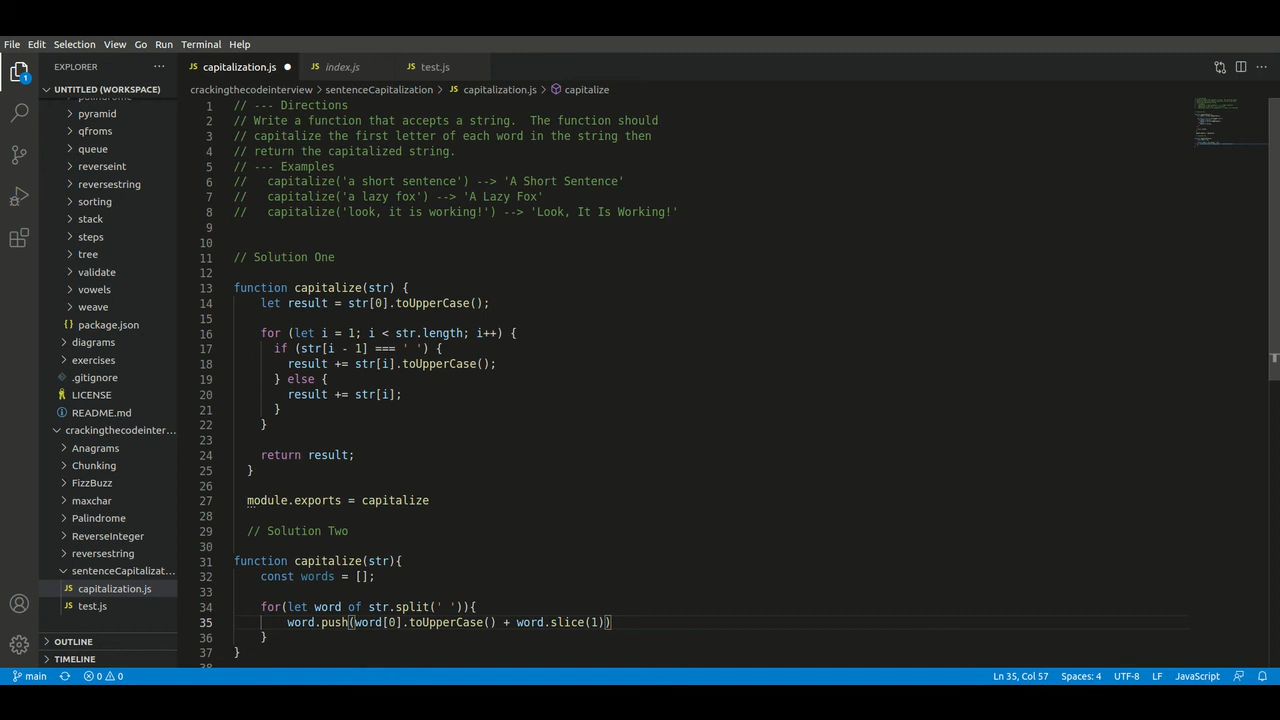 File Edit Selection View Go Run Terminal Help
EXPLORER ···
JS capitalization.js ● JS index.js JS test.js
1
UNTITLED (WORKSPACE)
crackingthecodeinterview > sentenceCapitalization > JS capitalization.js > capitalize
palindrome
pyramid
qfroms
queue
reverseint
reversestring
sorting
stack
steps
tree
validate
vowels
weave
{} package.json
diagrams
exercises
.gitignore
LICENSE
README.md
crackingthecodeinter...
Anagrams
Chunking
FizzBuzz
maxchar
Palindrome
ReverseInteger
reversestring
sentenceCapitalizat...
JS capitalization.js
JS test.js
OUTLINE
TIMELINE
1 // --- Directions
2 // Write a function that accepts a string.  The function should
3 // capitalize the first letter of each word in the string then
4 // return the capitalized string.
5 // --- Examples
6 //   capitalize('a short sentence') --> 'A Short Sentence'
7 //   capitalize('a lazy fox') --> 'A Lazy Fox'
8 //   capitalize('look, it is working!') --> 'Look, It Is Working!'
9
10
11 // Solution One
12
13 function capitalize(str) {
14     let result = str[0].toUpperCase();
15
16     for (let i = 1; i < str.length; i++) {
17       if (str[i - 1] === ' ') {
18         result += str[i].toUpperCase();
19       } else {
20         result += str[i];
21       }
22     }
23
24     return result;
25   }
26
27   module.exports = capitalize
28
29   // Solution Two
30
31 function capitalize(str){
32     const words = [];
33
34     for(let word of str.split(' ')){
35         word.push(word[0].toUpperCase() + word.slice(1))
36     }
37 }
38
main 0 0 Ln 35, Col 57 Spaces: 4 UTF-8 LF JavaScript